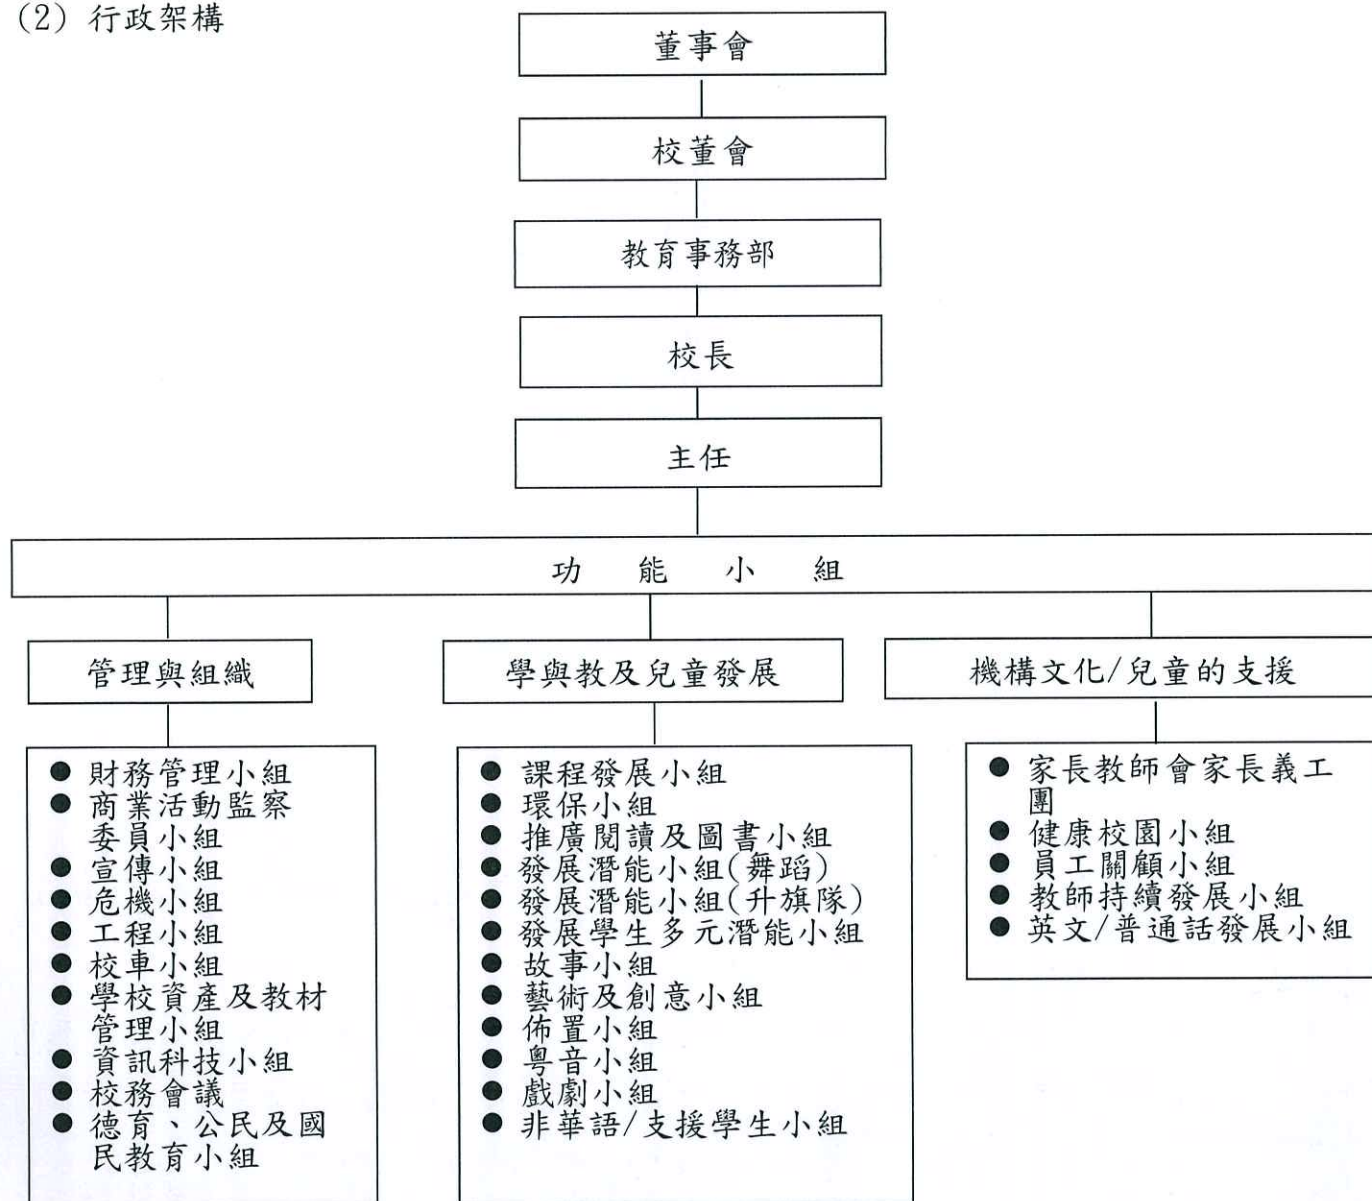 (2) 行政架構
董事會
校董會
教育事務部
校長
主任
功 能 小 組
管理與組織
● 財務管理小組
● 商業活動監察
委員小組
● 宣傳小組
● 危機小組
● 工程小組
● 校車小組
● 學校資產及教材
管理小組
● 資訊科技小組
● 校務會議
● 德育、公民及國
民教育小組
學與教及兒童發展
● 課程發展小組
● 環保小組
● 推廣閱讀及圖書小組
● 發展潛能小組(舞蹈)
● 發展潛能小組(升旗隊)
● 發展學生多元潛能小組
● 故事小組
● 藝術及創意小組
● 佈置小組
● 粵音小組
● 戲劇小組
● 非華語/支援學生小組
機構文化/兒童的支援
● 家長教師會家長義工
團
● 健康校園小組
● 員工關顧小組
● 教師持續發展小組
● 英文/普通話發展小組